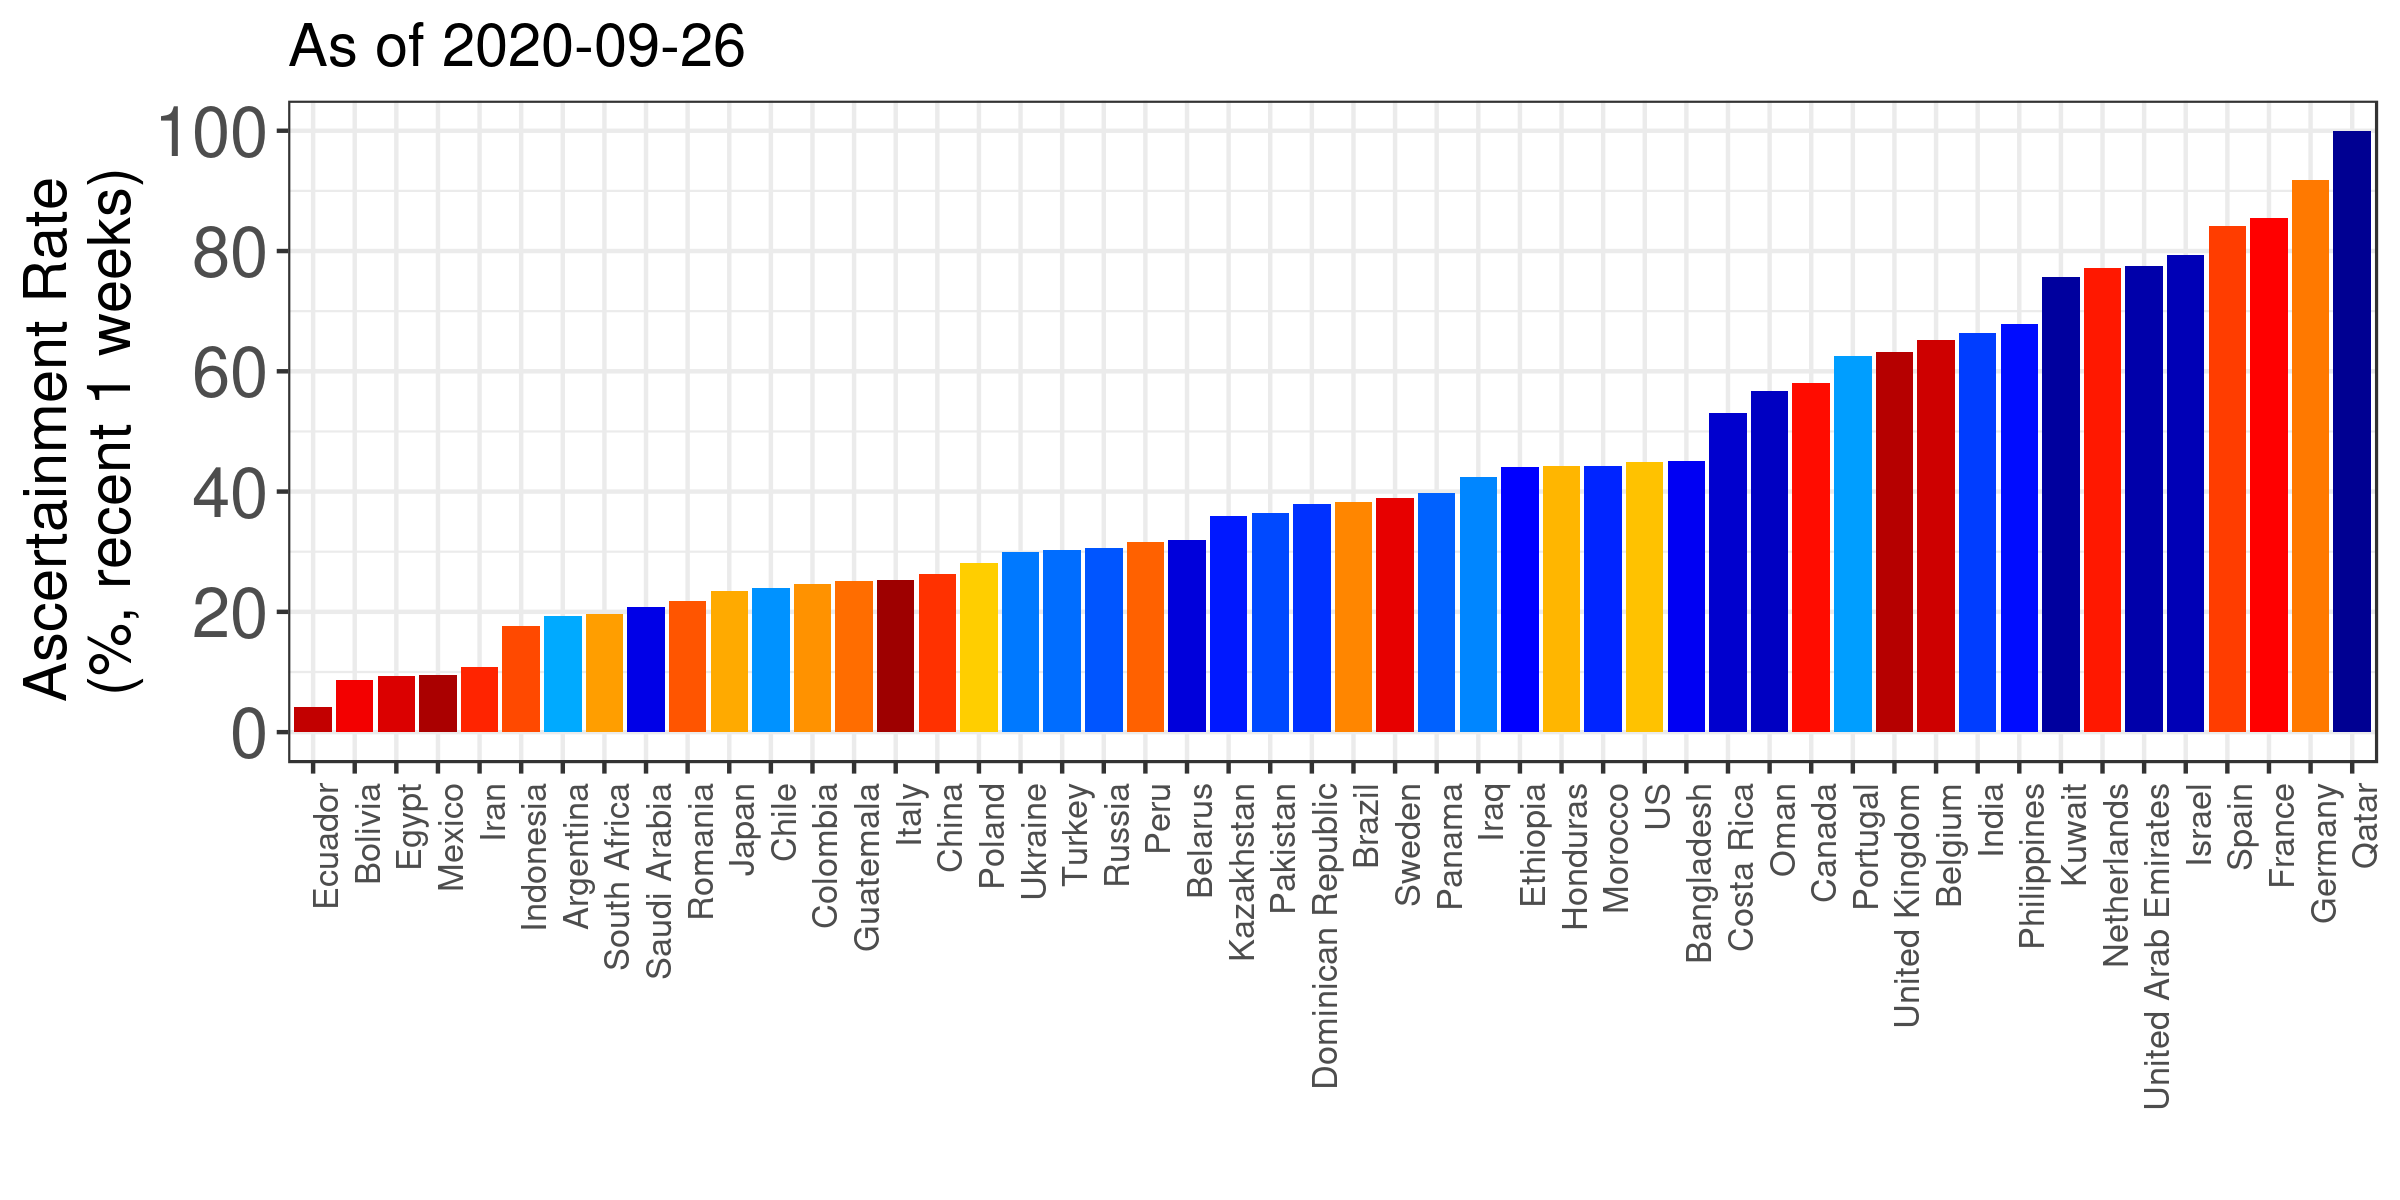 As of 2020-09-26
Ascertainment Rate
(%, recent 1 weeks)
100
80
60
40
20
0
Ecuador
Bolivia
Egypt
Mexico
Iran
Indonesia
Argentina
South Africa
Saudi Arabia
Romania
Japan
Chile
Colombia
Guatemala
Italy
China
Poland
Ukraine
Turkey
Russia
Peru
Belarus
Kazakhstan
Pakistan
Dominican Republic
Brazil
Sweden
Panama
Iraq
Ethiopia
Honduras
Morocco
US
Bangladesh
Costa Rica
Oman
Canada
Portugal
United Kingdom
Belgium
India
Philippines
Kuwait
Netherlands
United Arab Emirates
Israel
Spain
France
Germany
Qatar